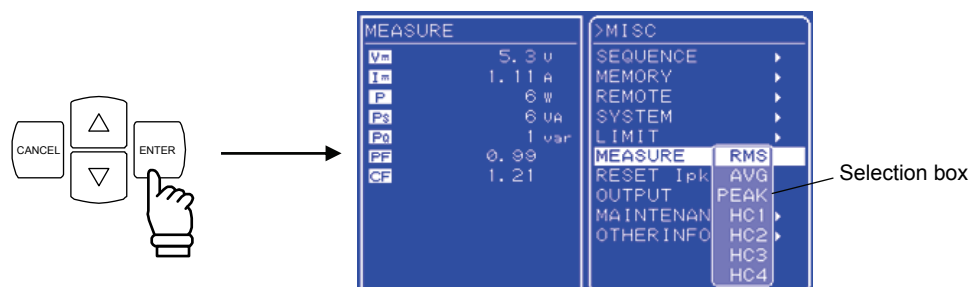 CANCEL
ENTER
MEASURE
Vm 5.3 V
Im 1.11 A
P 6 W
Ps 6 VA
PQ 1 var
PF 0.99
CF 1.21
>MISC
SEQUENCE
MEMORY
REMOTE
SYSTEM
LIMIT
MEASURE RMS
RESET Ipk AVG
OUTPUT PEAK
MAINTENAN HC1
OTHERINFO HC2
HC3
HC4
Selection box